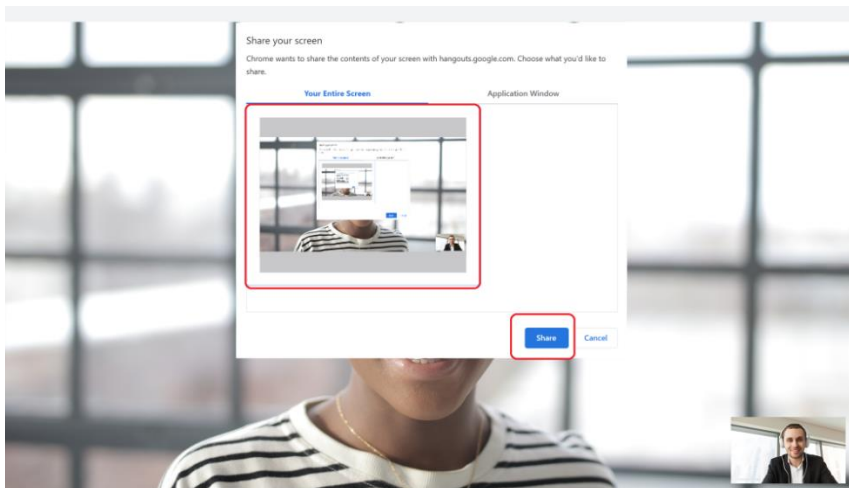 Share your screen
Chrome wants to share the contents of your screen with hangouts.google.com. Choose what you'd like to
share.
Your Entire Screen Application Window
Share Cancel